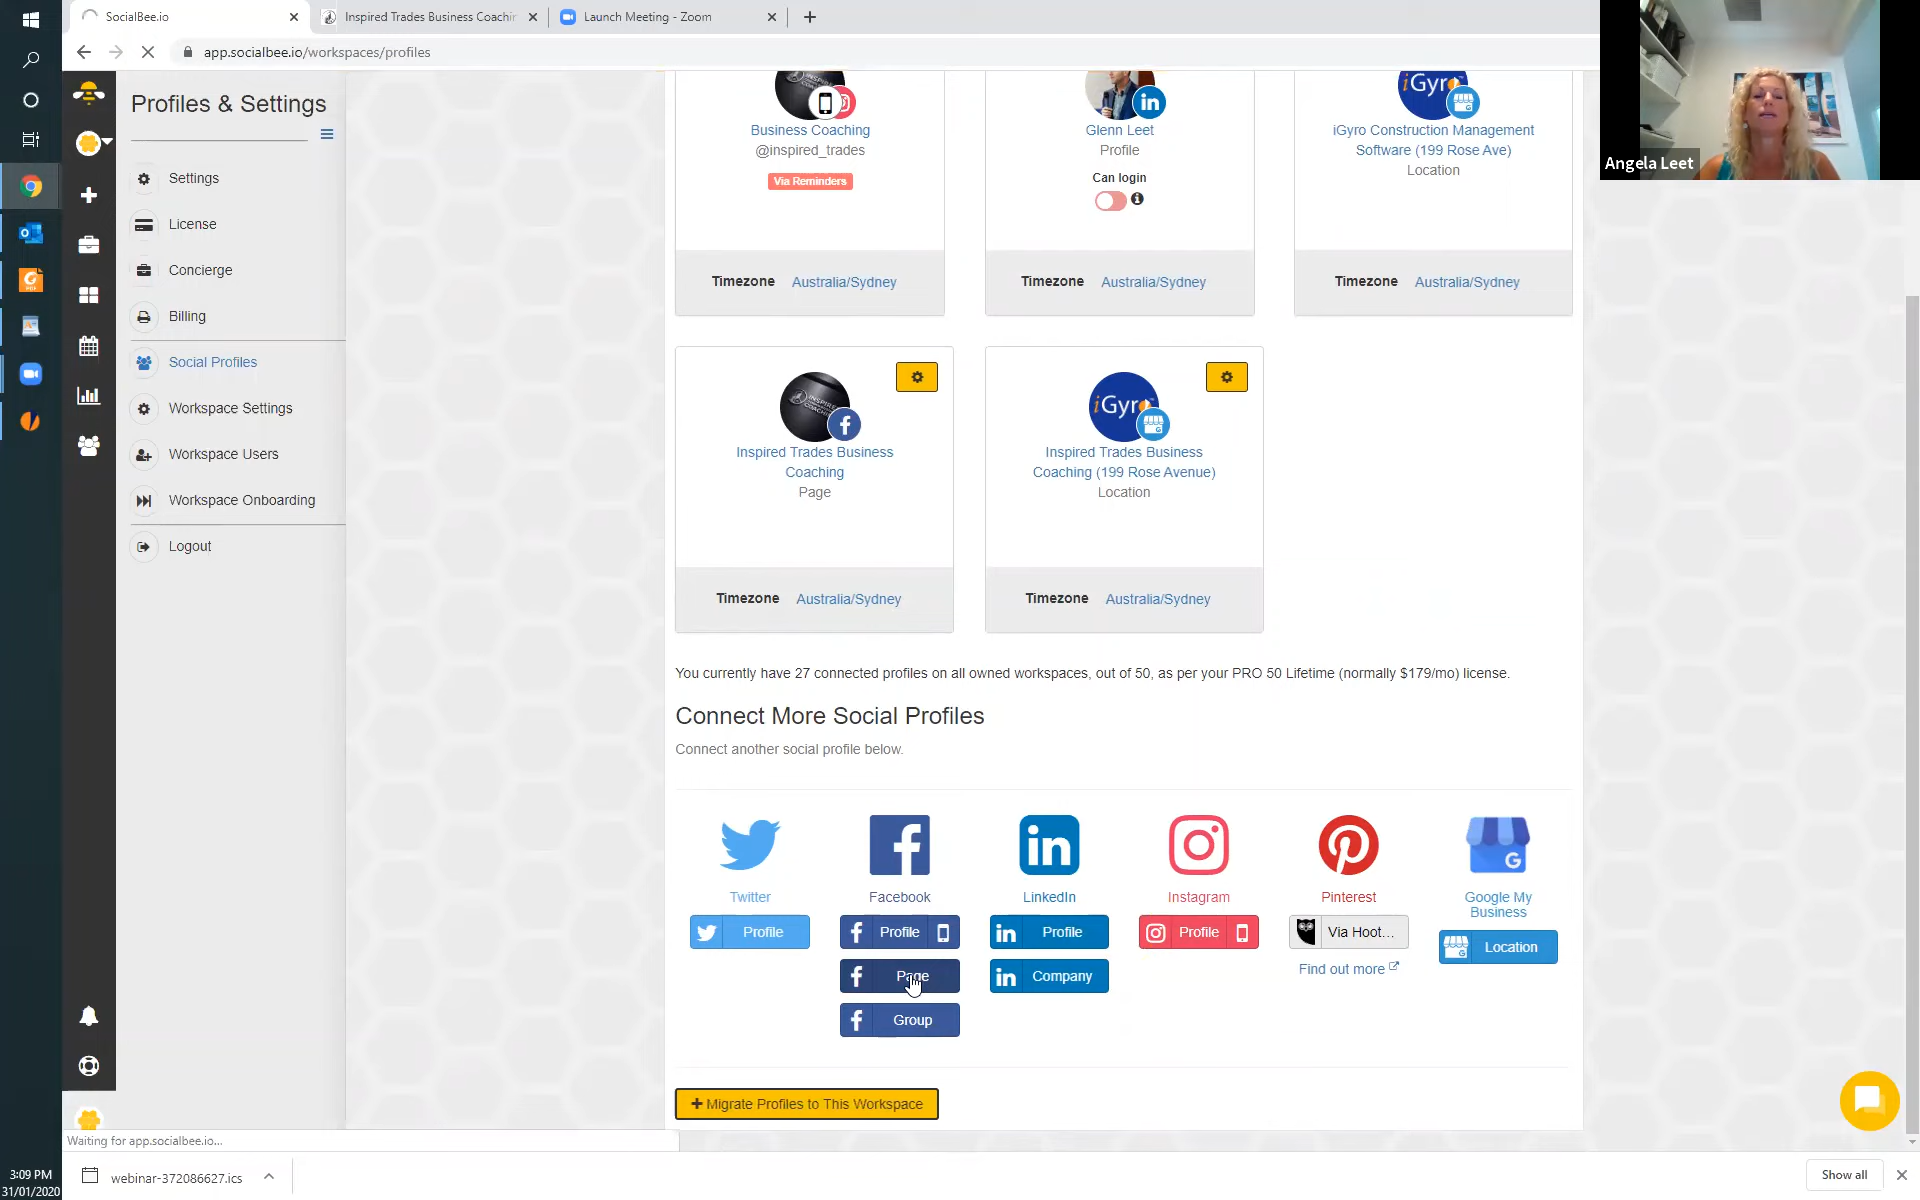 SocialBee.io
Inspired Trades Business Coachin
Launch Meeting - Zoom
app.socialbee.io/workspaces/profiles
Angela Leet
Profiles & Settings
Settings
License
Concierge
Billing
Social Profiles
Workspace Settings
Workspace Users
Workspace Onboarding
Logout
Business Coaching
@inspired_trades
Via Reminders
Timezone Australia/Sydney
Glenn Leet
Profile
Can login
Timezone Australia/Sydney
iGyro
iGyro Construction Management
Software (199 Rose Ave)
Location
Timezone Australia/Sydney
Inspired Trades Business
Coaching
Page
Timezone Australia/Sydney
iGyro
Inspired Trades Business
Coaching (199 Rose Avenue)
Location
Timezone Australia/Sydney
You currently have 27 connected profiles on all owned workspaces, out of 50, as per your PRO 50 Lifetime (normally $179/mo) license.
Connect More Social Profiles
Connect another social profile below.
Twitter
Profile
Facebook
Profile
Page
Group
LinkedIn
Profile
Company
Instagram
Profile
Pinterest
Via Hoot...
Find out more
Google My
Business
Location
+ Migrate Profiles to This Workspace
Waiting for app.socialbee.io...
webinar-372086627.ics
Show all
3:09 PM
31/01/2020